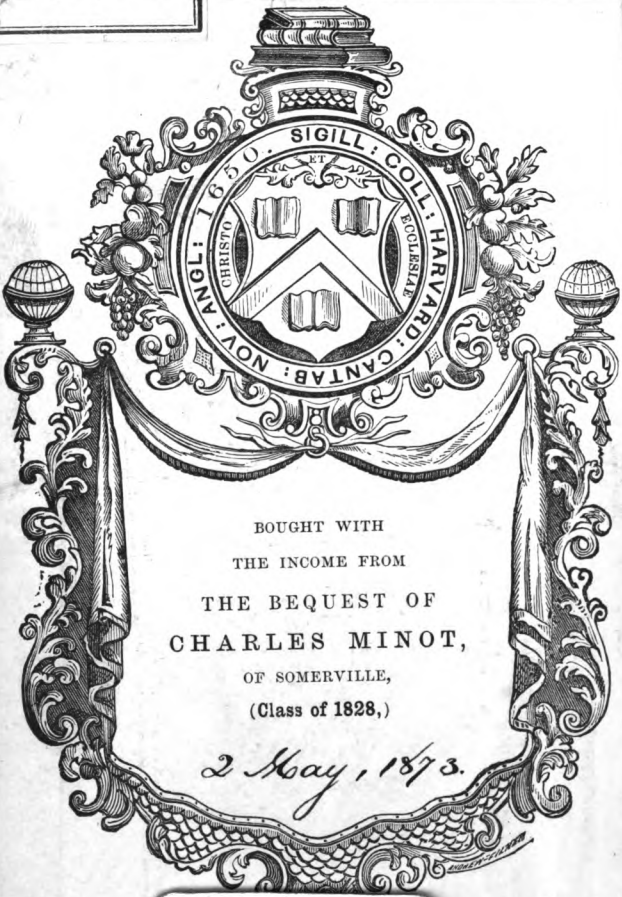 SIGILL: COLL: HARVARD: CANTAB: NOV: ANGL: 1650.
CHRISTO
ET
ECCLESIAE
BOUGHT WITH
THE INCOME FROM
THE BEQUEST OF
CHARLES MINOT,
OF SOMERVILLE,
(Class of 1828,)
2 May, 1873.